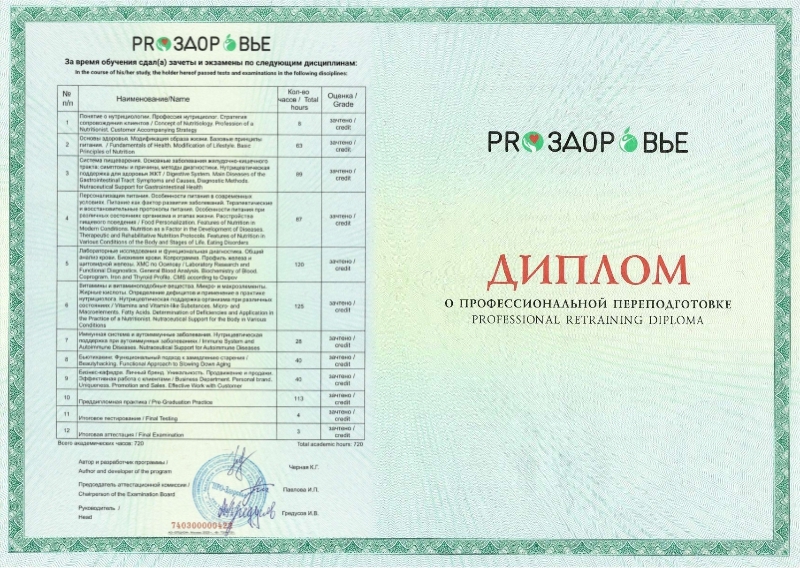 PROЗДОРОВЬЕ
За время обучения сдал(а) зачеты и экзамены по следующим дисциплинам:
In the course of his/her study, the holder hereof passed tests and examinations in the following disciplines:
№ п/п
Наименование/Name
Кол-во часов / Total hours
Оценка / Grade
1
Понятие о нутрициологии. Профессия нутрициолог. Стратегия
сопровождения клиентов / Concept of Nutritiology. Profession of a
Nutritionist. Customer Accompanying Strategy
8
зачтено / credit
2
Основы здоровья. Модификация образа жизни. Базовые принципы
питания. / Fundamentals of Health. Modification of Lifestyle. Basic
Principles of Nutrition
63
зачтено / credit
3
Система пищеварения. Основные заболевания желудочно-кишечного
тракта: симптомы и причины, методы диагностики. Нутрицевтическая
поддержка для здоровья ЖКТ / Digestive System. Main Diseases of the
Gastrointestinal Tract: Symptoms and Causes, Diagnostic Methods.
Nutraceutical Support for Gastrointestinal Health
зачтено / credit
4
Персонализация питания. Особенности питания в современных
условиях. Питание как фактор развития заболеваний. Терапевтические
и восстановительные протоколы питания. Особенности питания при
различных состояниях организма и этапах жизни. Расстройства
пищевого поведения / Food Personalization. Features of Nutrition in
Modern Conditions. Nutrition as a Factor in the Development of Diseases.
Therapeutic and Rehabilitative Nutrition Protocols. Features of Nutrition in
Various Conditions of the Body and Stages of Life. Eating Disorders
67
зачтено / credit
5
Лабораторные исследования и функциональная диагностика. Общий
анализ крови. Биохимия крови. Копрограмма. Профиль железа и
щитовидной железы. ХМС по Осипову / Laboratory Research and
Functional Diagnostics. General Blood Analysis. Biochemistry of Blood.
Coprogram, Iron and Thyroid Profile. CMS according to Osipov
120
зачтено / credit
6
Витамины и витаминоподобные вещества. Микро- и макроэлементы.
Жирные кислоты. Определение дефицитов и применение в практике
нутрициолога. Нутрицевтическая поддержка организма при различных
состояниях / Vitamins and Vitamin-like Substances. Micro- and
Macroelements. Fatty Acids. Determination of Deficiencies and Application in
the Practice of a Nutritionist. Nutraceutical Support for the Body in Various
Conditions
зачтено / credit
7
Иммунная система и аутоиммунные заболевания. Нутрицевтическая
поддержка при аутоиммунных заболеваниях / Immune System and
Autoimmune Diseases. Nutraceutical Support for Autoimmune Diseases
28
зачтено / credit
8
Бьютихакинг. Функциональный подход к замедлению старения /
Beautyhacking. Functional Approach to Slowing Down Aging
40
зачтено / credit
9
Бизнес-кафедра: Личный бренд. Уникальность. Продвижение и продажи.
Эффективная работа с клиентами / Business Department. Personal brand.
Uniqueness. Promotion and Sales. Effective Work with Customer
40
зачтено / credit
10
Преддипломная практика / Pre-Graduation Practice
113
зачтено / credit
11
Итоговое тестирование / Final Testing
4
зачтено / credit
12
Итоговая аттестация / Final Examination
3
зачтено / credit
Всего академических часов: 720
Total academic hours: 720
Автор и разработчик программы /
Author and developer of the program
Черная К.Г.
Председатель аттестационной комиссии /
Chairperson of the Examination Board
Павлова И.П.
Руководитель /
Head
Градусов И.В.
PROЗДОРОВЬЕ
ДИПЛОМ
О ПРОФЕССИОНАЛЬНОЙ ПЕРЕПОДГОТОВКЕ
PROFESSIONAL RETRAINING DIPLOMA